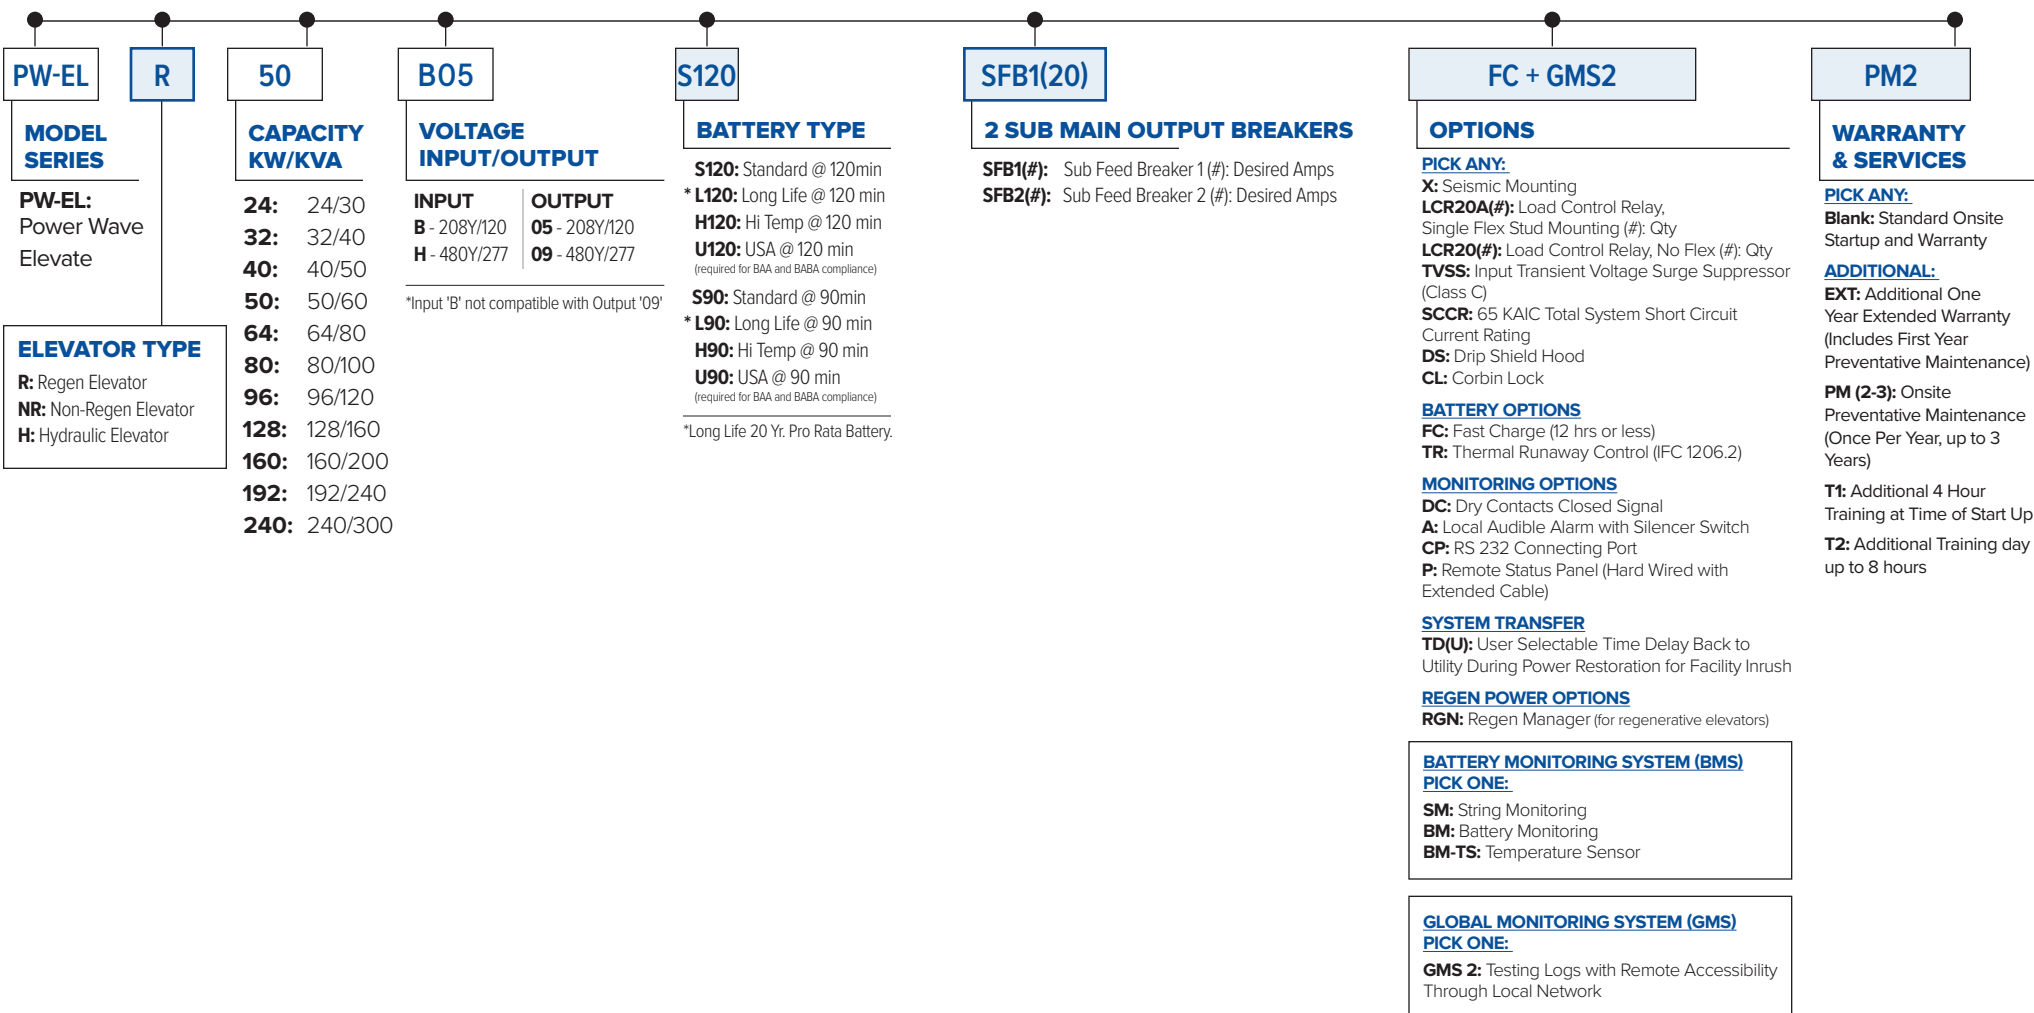 PW-EL
R
50
B05
S120
SFB1(20)
FC + GMS2
PM2
MODEL
SERIES
PW-EL:
Power Wave
Elevate
ELEVATOR TYPE
R: Regen Elevator
NR: Non-Regen Elevator
H: Hydraulic Elevator
CAPACITY
KW/KVA
24: 24/30
32: 32/40
40: 40/50
50: 50/60
64: 64/80
80: 80/100
96: 96/120
128: 128/160
160: 160/200
192: 192/240
240: 240/300
VOLTAGE
INPUT/OUTPUT
INPUT OUTPUT
B - 208Y/120 05 - 208Y/120
H - 480Y/277 09 - 480Y/277
*Input 'B' not compatible with Output '09'
BATTERY TYPE
S120: Standard @ 120min
* L120: Long Life @ 120 min
H120: Hi Temp @ 120 min
U120: USA @ 120 min
(required for BAA and BABA compliance)
S90: Standard @ 90min
* L90: Long Life @ 90 min
H90: Hi Temp @ 90 min
U90: USA @ 90 min
(required for BAA and BABA compliance)
*Long Life 20 Yr. Pro Rata Battery.
2 SUB MAIN OUTPUT BREAKERS
SFB1(#): Sub Feed Breaker 1 (#): Desired Amps
SFB2(#): Sub Feed Breaker 2 (#): Desired Amps
OPTIONS
PICK ANY:
X: Seismic Mounting
LCR20A(#): Load Control Relay,
Single Flex Stud Mounting (#): Qty
LCR20(#): Load Control Relay, No Flex (#): Qty
TVSS: Input Transient Voltage Surge Suppressor
(Class C)
SCCR: 65 KAIC Total System Short Circuit
Current Rating
DS: Drip Shield Hood
CL: Corbin Lock
BATTERY OPTIONS
FC: Fast Charge (12 hrs or less)
TR: Thermal Runaway Control (IFC 1206.2)
MONITORING OPTIONS
DC: Dry Contacts Closed Signal
A: Local Audible Alarm with Silencer Switch
CP: RS 232 Connecting Port
P: Remote Status Panel (Hard Wired with
Extended Cable)
SYSTEM TRANSFER
TD(U): User Selectable Time Delay Back to
Utility During Power Restoration for Facility Inrush
REGEN POWER OPTIONS
RGN: Regen Manager (for regenerative elevators)
BATTERY MONITORING SYSTEM (BMS)
PICK ONE:
SM: String Monitoring
BM: Battery Monitoring
BM-TS: Temperature Sensor
GLOBAL MONITORING SYSTEM (GMS)
PICK ONE:
GMS 2: Testing Logs with Remote Accessibility
Through Local Network
WARRANTY
& SERVICES
PICK ANY:
Blank: Standard Onsite
Startup and Warranty
ADDITIONAL:
EXT: Additional One
Year Extended Warranty
(Includes First Year
Preventative Maintenance)
PM (2-3): Onsite
Preventative Maintenance
(Once Per Year, up to 3
Years)
T1: Additional 4 Hour
Training at Time of Start Up
T2: Additional Training day
up to 8 hours